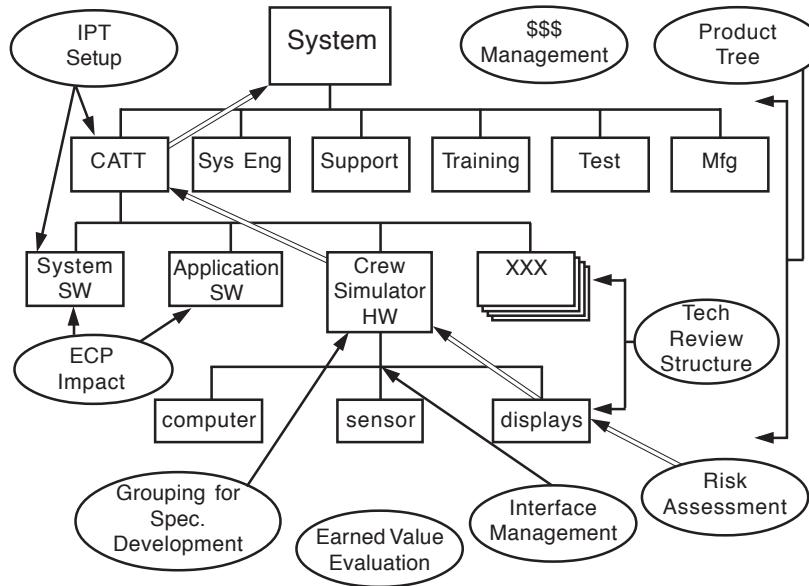 IPT
Setup
System
$$$
Management
Product
Tree
CATT
Sys Eng
Support
Training
Test
Mfg
System
SW
Application
SW
Crew
Simulator
HW
XXX
Tech
Review
Structure
ECP
Impact
computer
sensor
displays
Grouping for
Spec.
Development
Earned Value
Evaluation
Interface
Management
Risk
Assessment